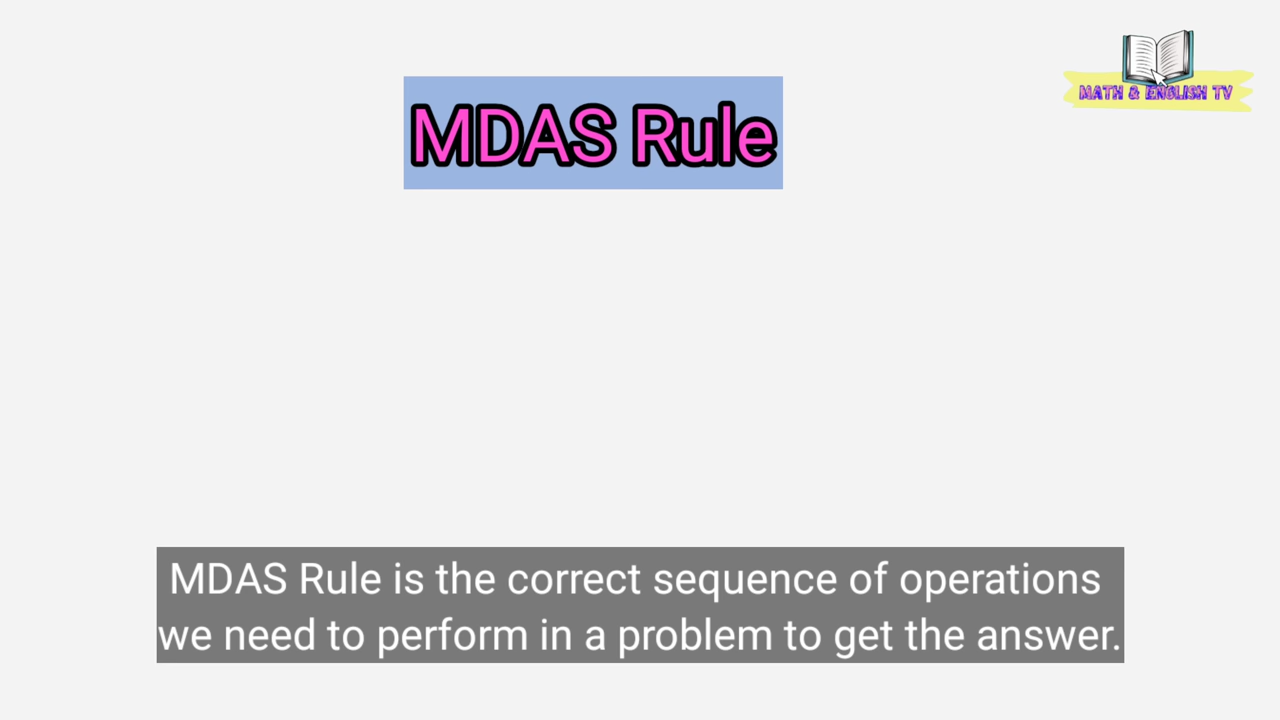 MATH & ENGLISH TV
MDAS Rule
MDAS Rule is the correct sequence of operations
we need to perform in a problem to get the answer.